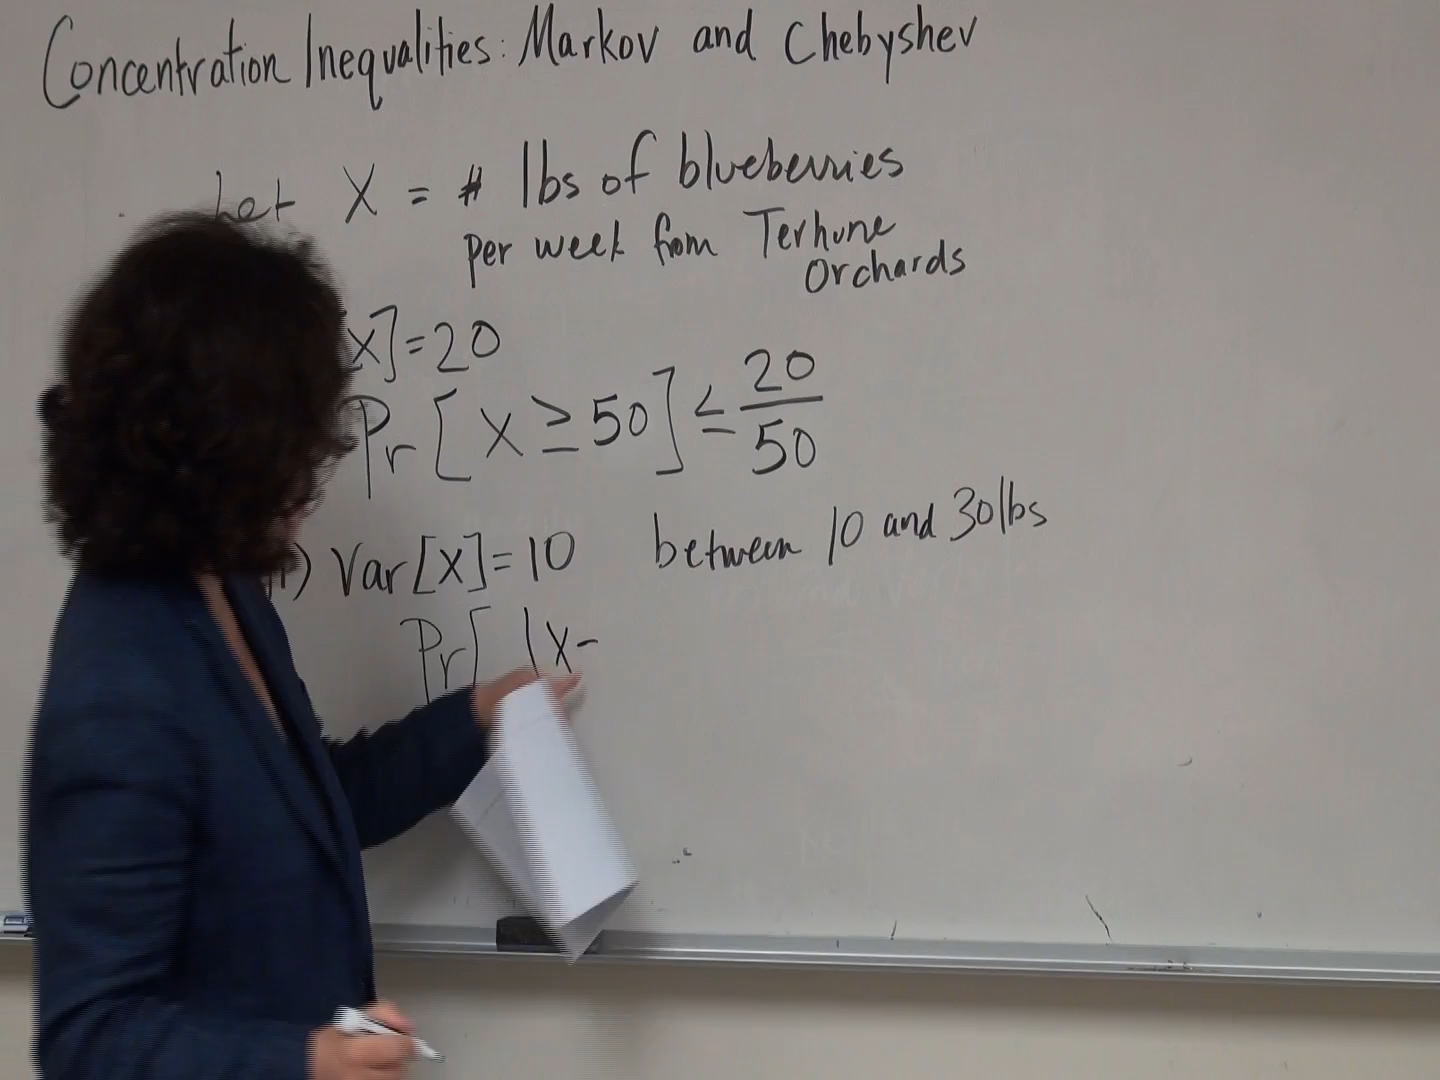 Concentration Inequalities: Markov and Chebyshev
Let X = # lbs of blueberries
per week from Terhune
Orchards
X]=20
Pr[X≥50]≤20/50
) Var[X]=10 between 10 and 30lbs
Pr[ |X-